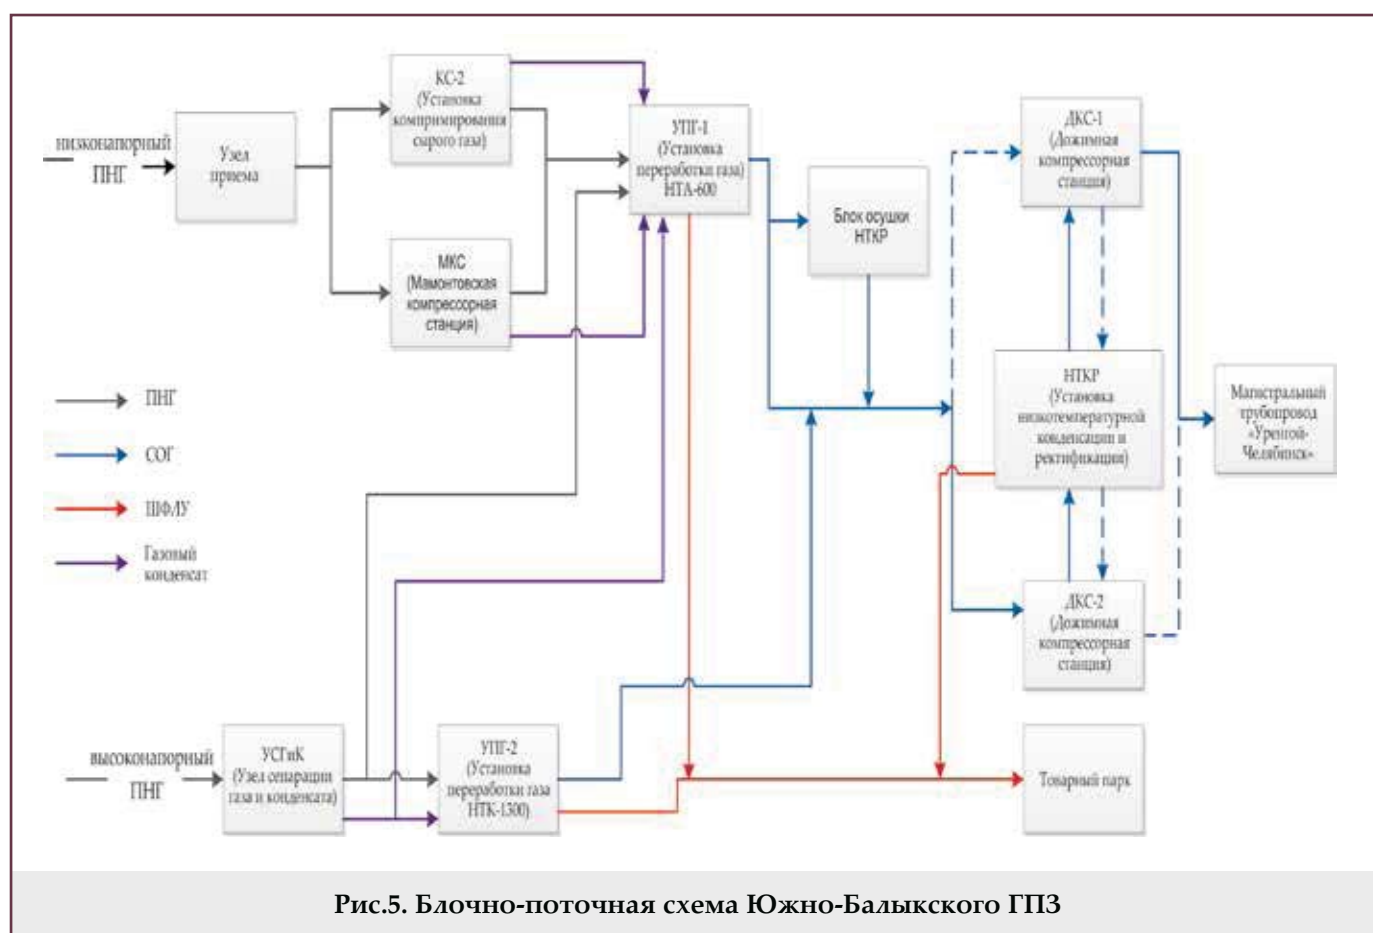 низконапорный
ПНГ
Узел
приема
КС-2
(Установка
компримирования
сырого газа)
МКС
(Мамонтовская
компрессорная
станция)
УПГ-1
(Установка
переработки газа)
НТА-600
Блок осушки
НТКР
ДКС-1
(Дожимная
компрессорная
станция)
НТКР
(Установка
низкотемпературной
конденсации и
ректификации)
Магистральный
трубопровод
«Уренгой-
Челябинск»
ДКС-2
(Дожимная
компрессорная
станция)
ПНГ
СОГ
ШФЛУ
Газовый
конденсат
высоконапорный
ПНГ
УСГиК
(Узел сепарации
газа и конденсата)
УПГ-2
(Установка
переработки газа
НТК-1300)
Товарный парк
Рис.5. Блочно-поточная схема Южно-Балыкского ГПЗ